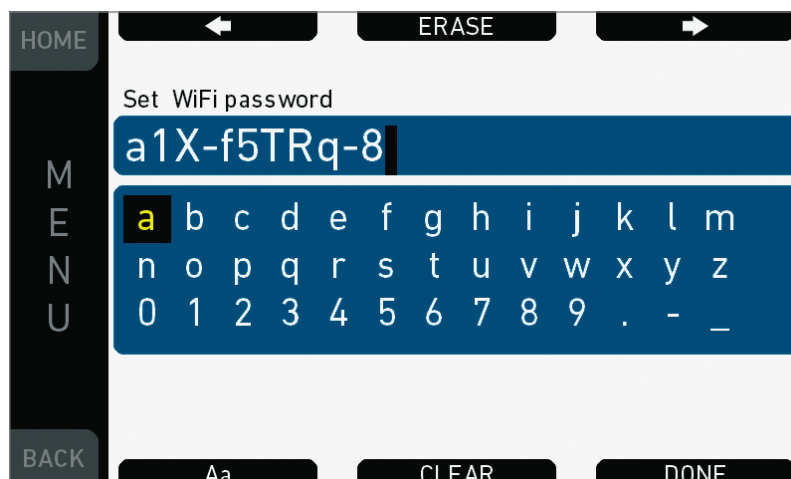 HOME
ERASE
Set WiFi password
a1X-f5TRq-8
MENU
a b c d e f g h i j k l m
n o p q r s t u v w x y z
0 1 2 3 4 5 6 7 8 9 . - _
BACK
Aa
CLEAR
DONE